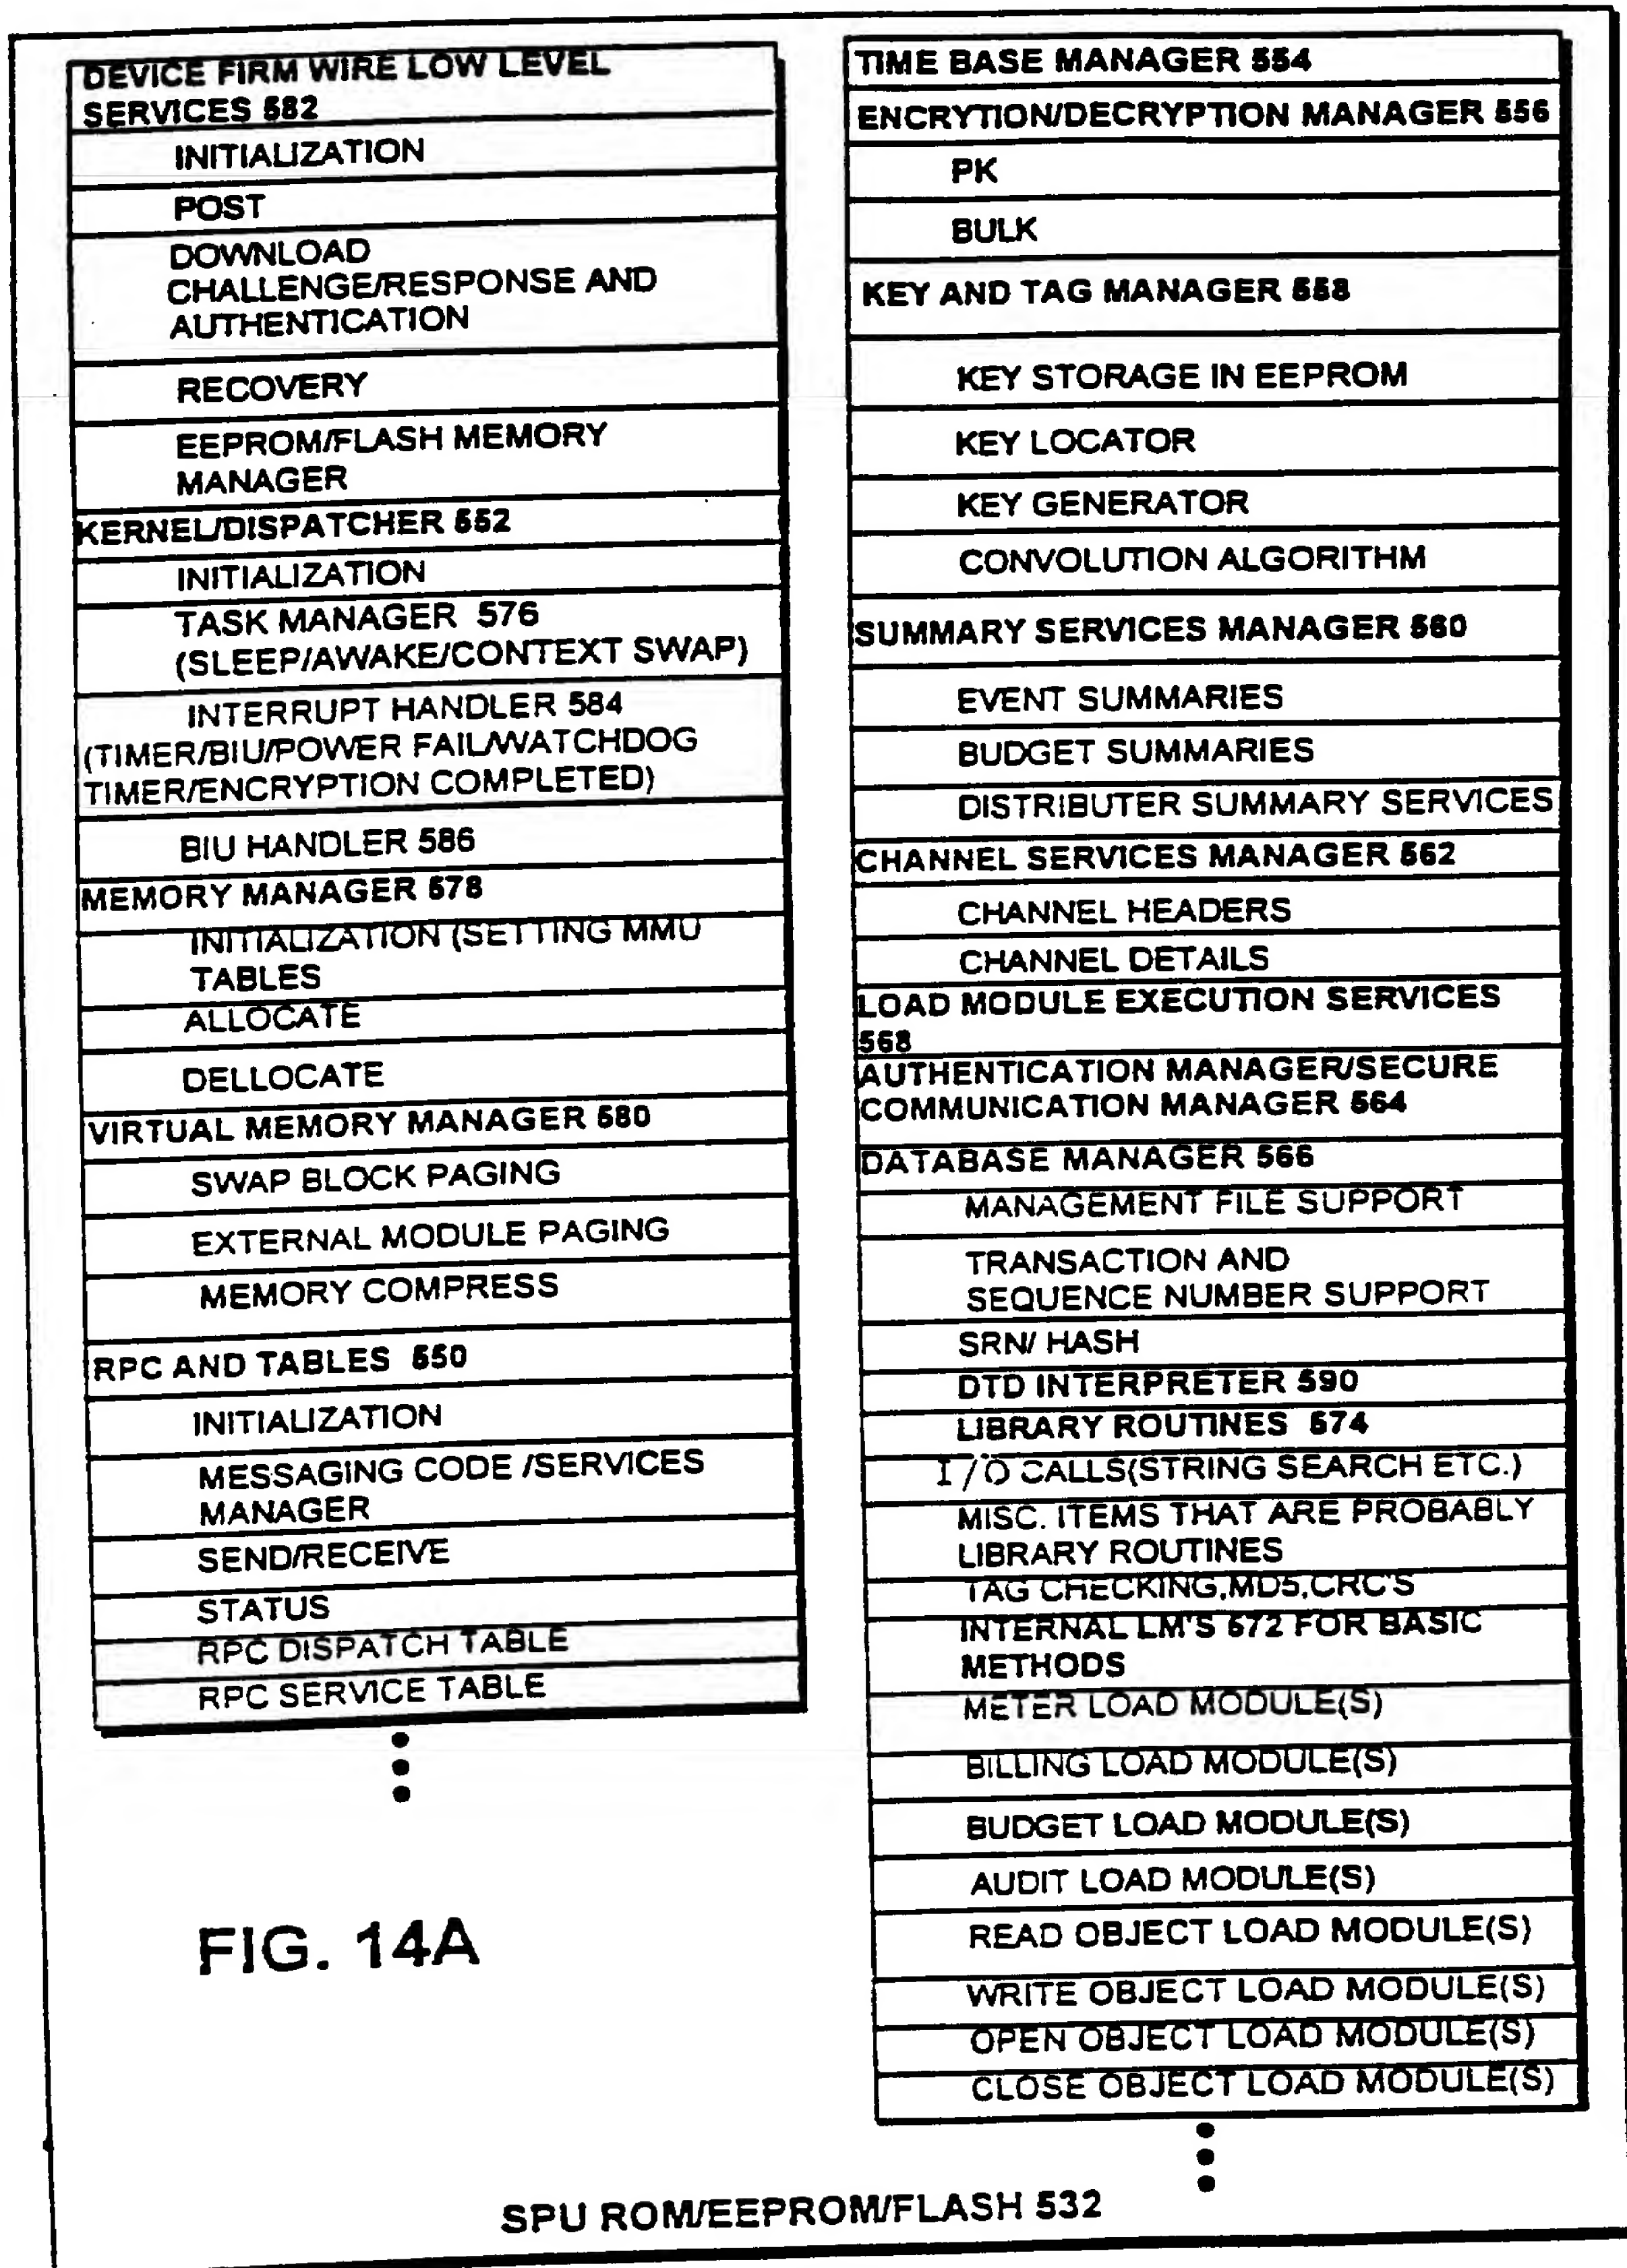 DEVICE FIRM WIRE LOW LEVEL
SERVICES 582
INITIALIZATION
POST
DOWNLOAD
CHALLENGE/RESPONSE AND
AUTHENTICATION
RECOVERY
EEPROM/FLASH MEMORY
MANAGER
KERNEL/DISPATCHER 552
INITIALIZATION
TASK MANAGER 576
(SLEEP/AWAKE/CONTEXT SWAP)
INTERRUPT HANDLER 584
(TIMER/BIU/POWER FAIL/WATCHDOG
TIMER/ENCRYPTION COMPLETED)
BIU HANDLER 586
MEMORY MANAGER 578
INITIALIZATION (SETTING MMU
TABLES
ALLOCATE
DELLOCATE
VIRTUAL MEMORY MANAGER 580
SWAP BLOCK PAGING
EXTERNAL MODULE PAGING
MEMORY COMPRESS
RPC AND TABLES 550
INITIALIZATION
MESSAGING CODE /SERVICES
MANAGER
SEND/RECEIVE
STATUS
RPC DISPATCH TABLE
RPC SERVICE TABLE
TIME BASE MANAGER 554
ENCRYTION/DECRYPTION MANAGER 556
PK
BULK
KEY AND TAG MANAGER 558
KEY STORAGE IN EEPROM
KEY LOCATOR
KEY GENERATOR
CONVOLUTION ALGORITHM
SUMMARY SERVICES MANAGER 560
EVENT SUMMARIES
BUDGET SUMMARIES
DISTRIBUTER SUMMARY SERVICES
CHANNEL SERVICES MANAGER 562
CHANNEL HEADERS
CHANNEL DETAILS
LOAD MODULE EXECUTION SERVICES
568
AUTHENTICATION MANAGER/SECURE
COMMUNICATION MANAGER 564
DATABASE MANAGER 566
MANAGEMENT FILE SUPPORT
TRANSACTION AND
SEQUENCE NUMBER SUPPORT
SRN/ HASH
DTD INTERPRETER 590
LIBRARY ROUTINES 574
I/O CALLS(STRING SEARCH ETC.)
MISC. ITEMS THAT ARE PROBABLY
LIBRARY ROUTINES
TAG CHECKING,MD5,CRC'S
INTERNAL LM'S 572 FOR BASIC
METHODS
METER LOAD MODULE(S)
BILLING LOAD MODULE(S)
BUDGET LOAD MODULE(S)
AUDIT LOAD MODULE(S)
READ OBJECT LOAD MODULE(S)
WRITE OBJECT LOAD MODULE(S)
OPEN OBJECT LOAD MODULE(S)
CLOSE OBJECT LOAD MODULE(S)
FIG. 14A
SPU ROM/EEPROM/FLASH 532